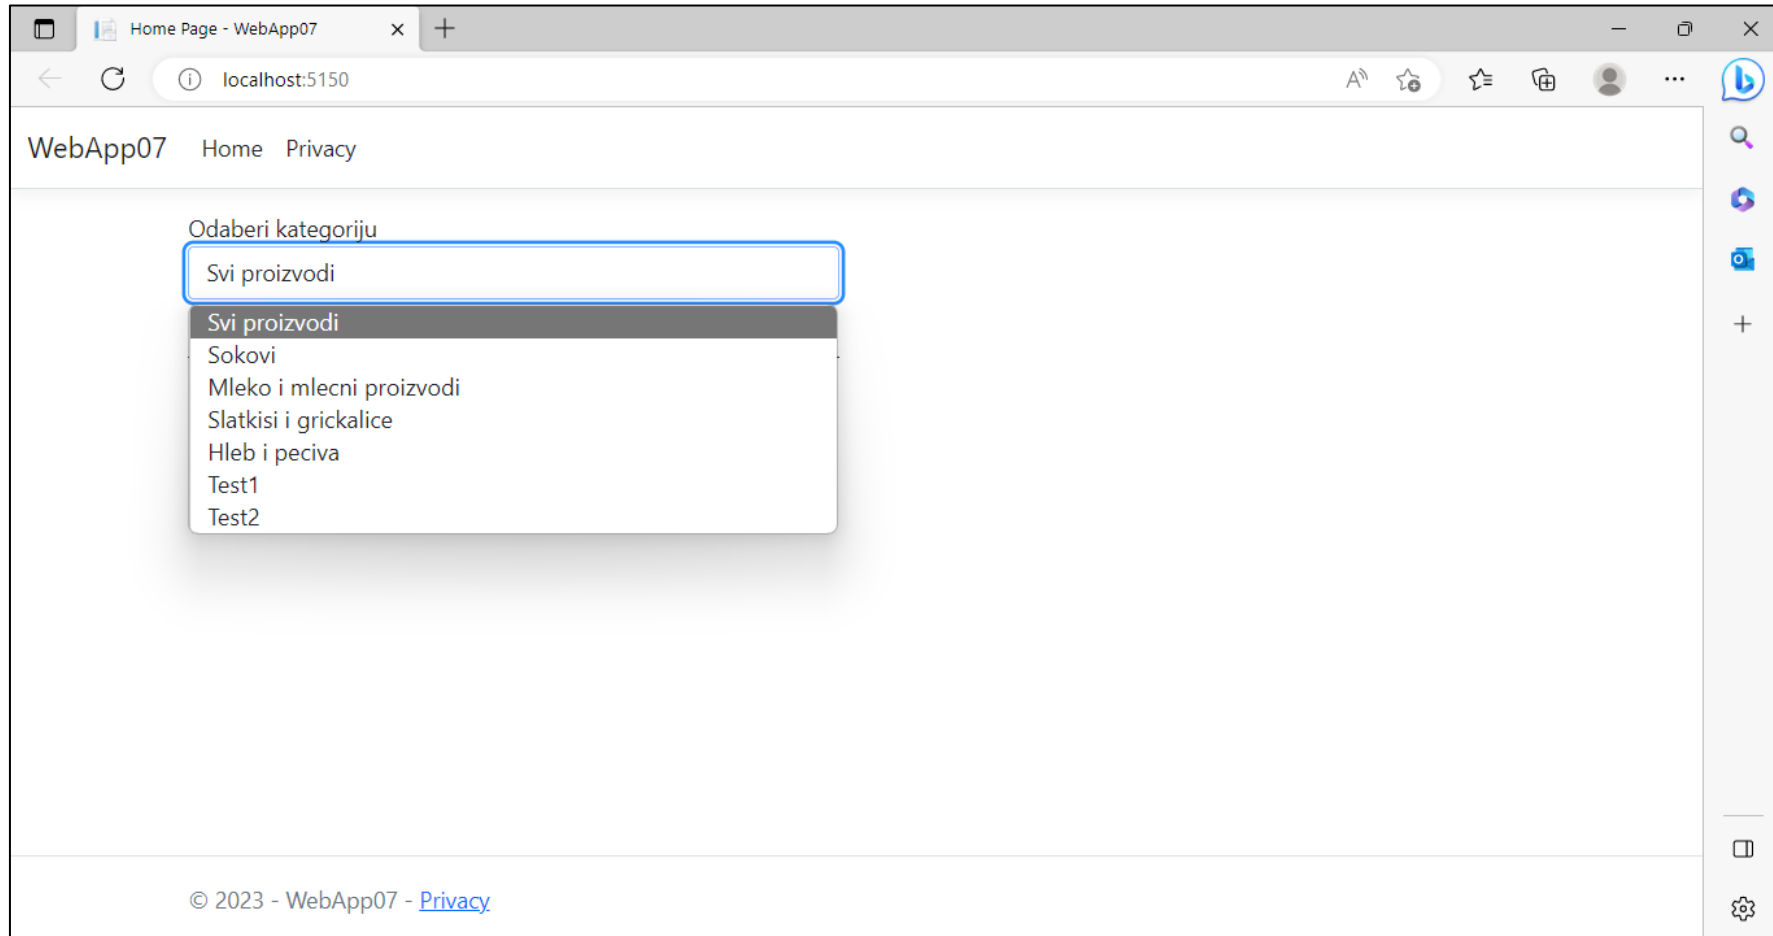 Home Page - WebApp07
localhost:5150
WebApp07 Home Privacy
Odaberi kategoriju
Svi proizvodi
Svi proizvodi
Sokovi
Mleko i mlecni proizvodi
Slatkisi i grickalice
Hleb i peciva
Test1
Test2
© 2023 - WebApp07 - Privacy